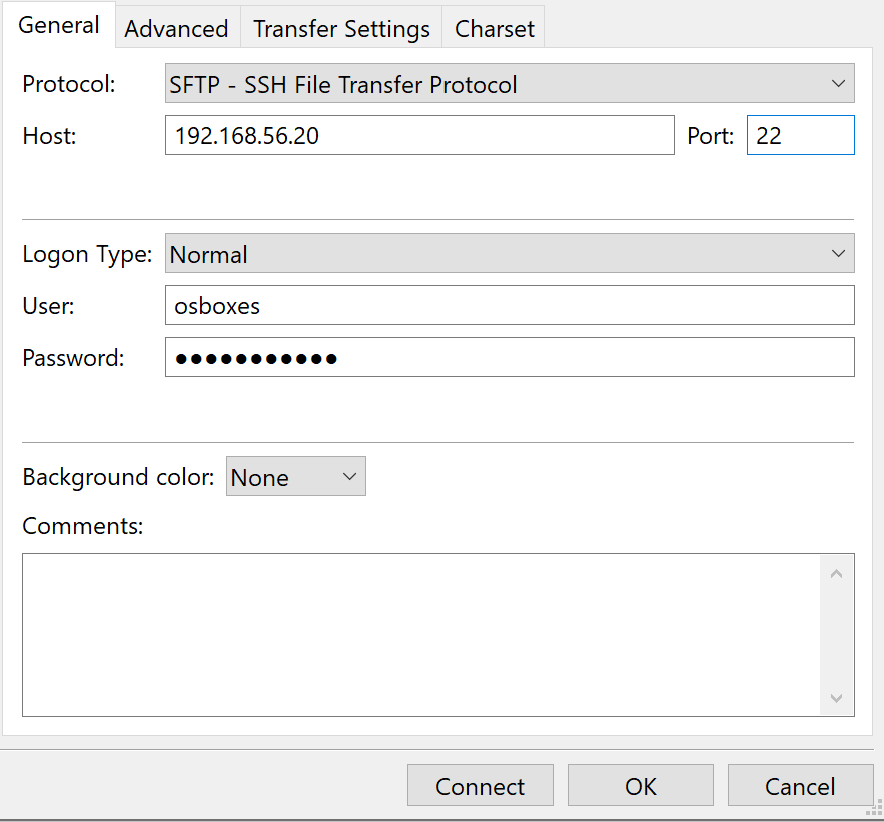 General Advanced Transfer Settings Charset
Protocol: SFTP - SSH File Transfer Protocol
Host: 192.168.56.20 Port: 22
Logon Type: Normal
User: osboxes
Password: ●●●●●●●●●●●
Background color: None
Comments:
Connect OK Cancel